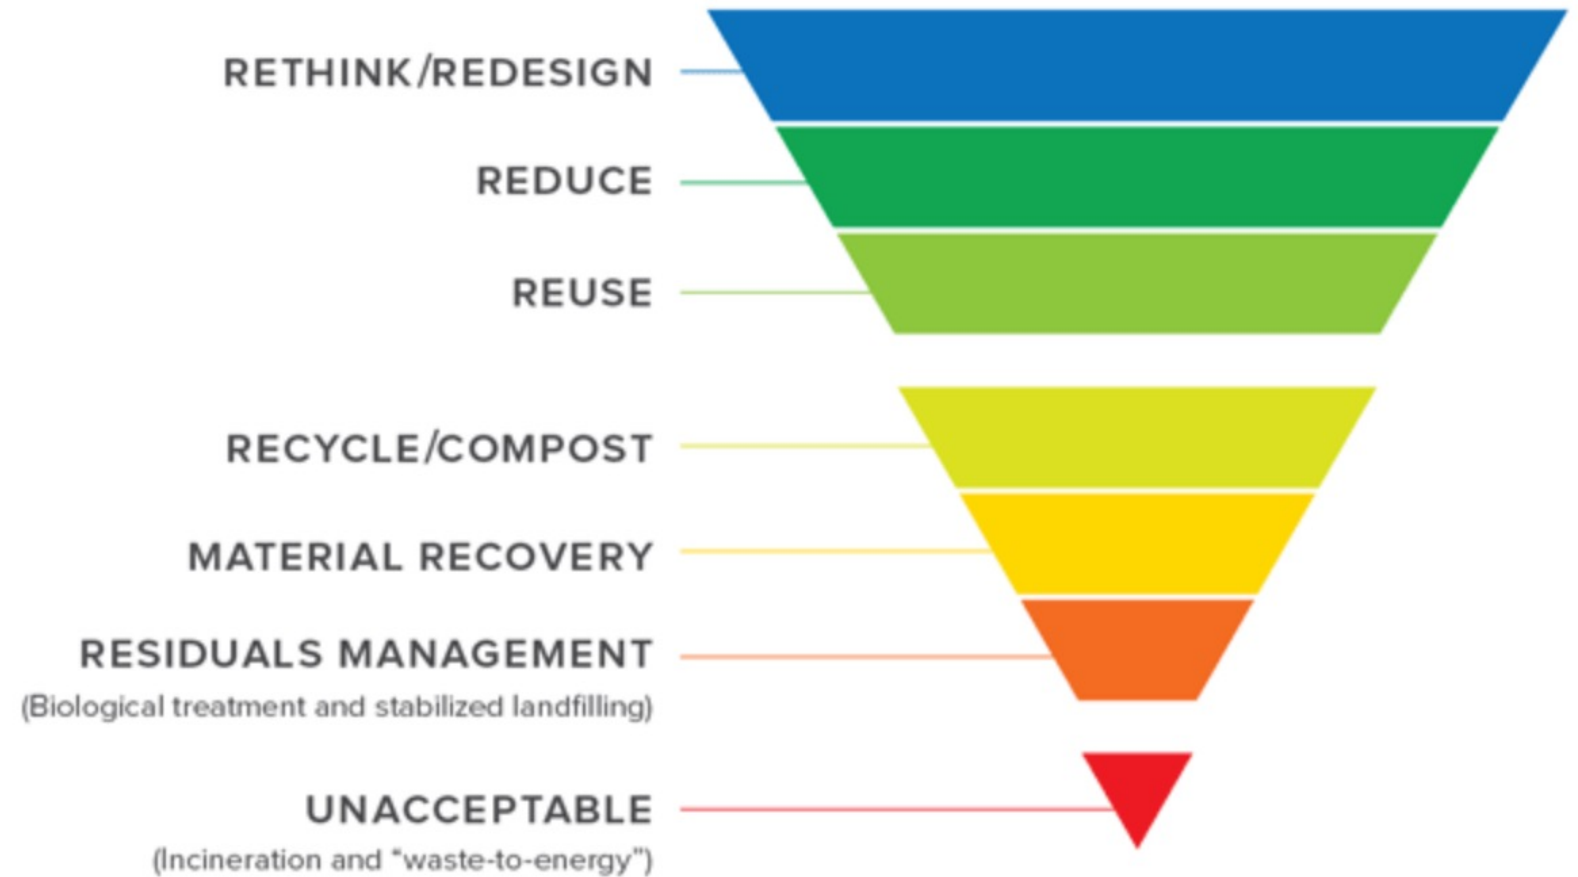 RETHINK/REDESIGN
REDUCE
REUSE
RECYCLE/COMPOST
MATERIAL RECOVERY
RESIDUALS MANAGEMENT
(Biological treatment and stabilized landfilling)
UNACCEPTABLE
(Incineration and “waste-to-energy”)